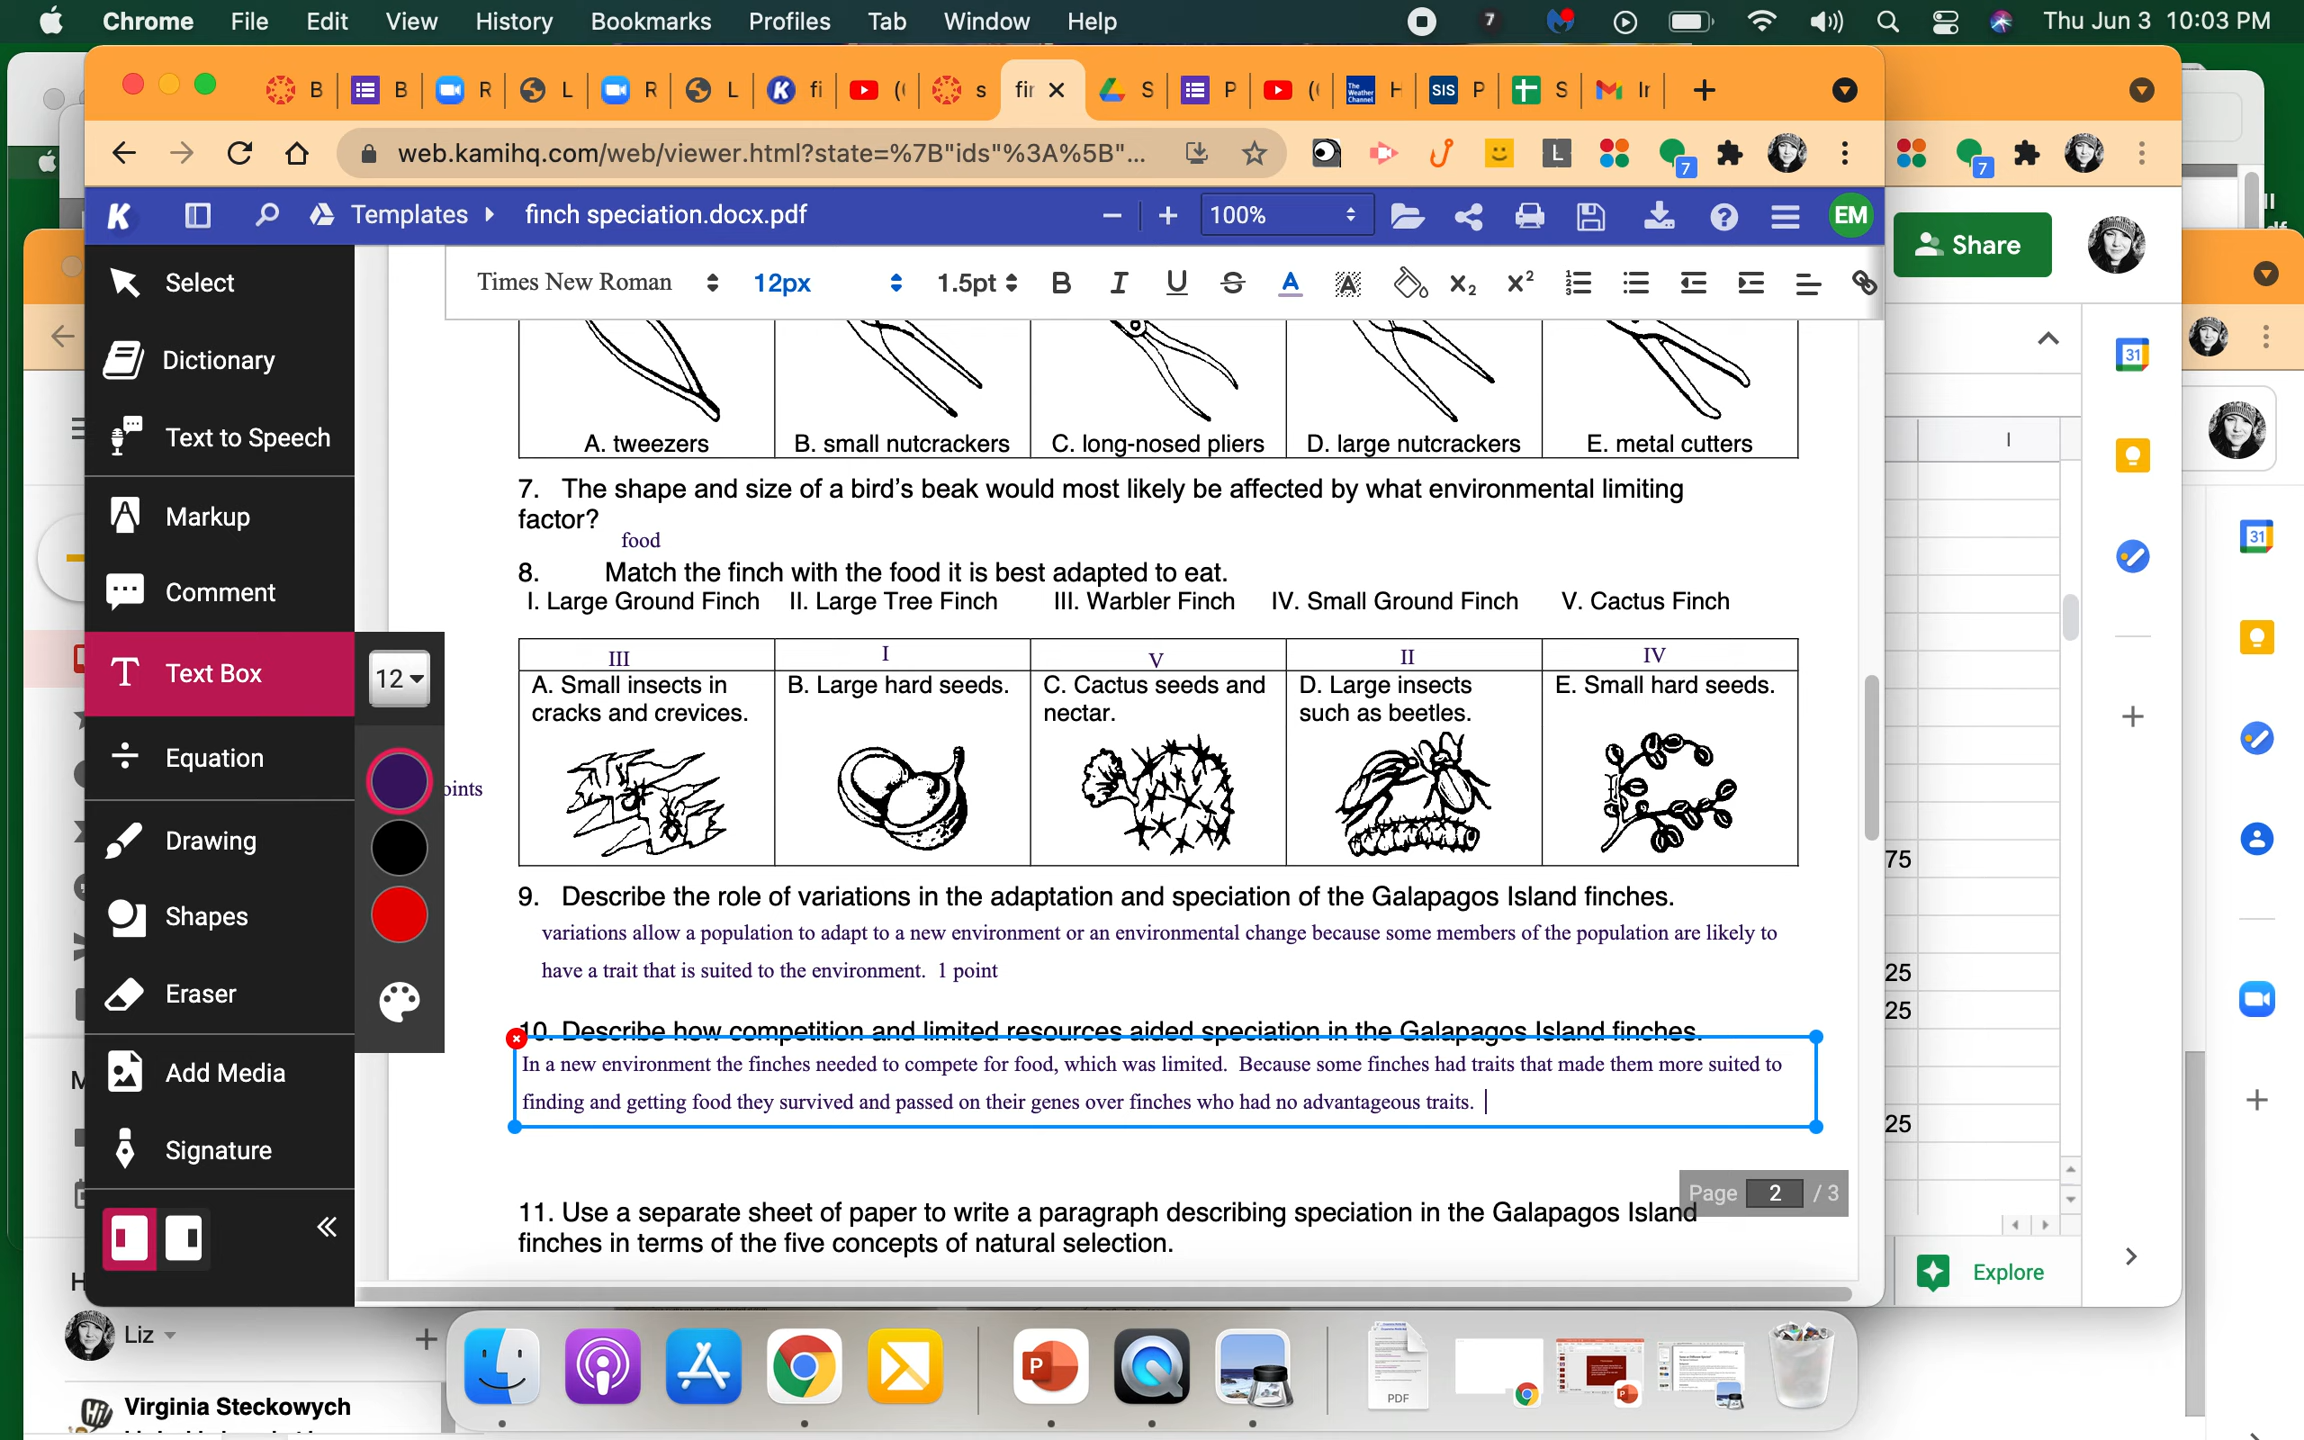 Chrome File Edit View History Bookmarks Profiles Tab Window Help 7 Thu Jun 3 10:03 PM
B B R L R L fi ( s fir S P ( H P S Ir
web.kamihq.com/web/viewer.html?state=%7B"ids"%3A%5B"... 7 7
Templates finch speciation.docx.pdf 100% EM
Share
Select
Times New Roman 12px 1.5pt B I U S A
Dictionary
Text to Speech
Markup
Comment
Text Box
12
Equation
Drawing
Shapes
Eraser
Add Media
Signature
A. tweezers B. small nutcrackers C. long-nosed pliers D. large nutcrackers E. metal cutters
7. The shape and size of a bird's beak would most likely be affected by what environmental limiting
factor?
food
8. Match the finch with the food it is best adapted to eat.
I. Large Ground Finch II. Large Tree Finch III. Warbler Finch IV. Small Ground Finch V. Cactus Finch
III I V II IV
A. Small insects in cracks and crevices.
B. Large hard seeds.
C. Cactus seeds and nectar.
D. Large insects such as beetles.
E. Small hard seeds.
oints
9. Describe the role of variations in the adaptation and speciation of the Galapagos Island finches.
variations allow a population to adapt to a new environment or an environmental change because some members of the population are likely to
have a trait that is suited to the environment. 1 point
10. Describe how competition and limited resources aided speciation in the Galapagos Island finches.
In a new environment the finches needed to compete for food, which was limited. Because some finches had traits that made them more suited to
finding and getting food they survived and passed on their genes over finches who had no advantageous traits.
Page 2 / 3
11. Use a separate sheet of paper to write a paragraph describing speciation in the Galapagos Island
finches in terms of the five concepts of natural selection.
I
31
31
75
25
25
25
Explore
Liz
Virginia Steckowych
Hi!
PDF